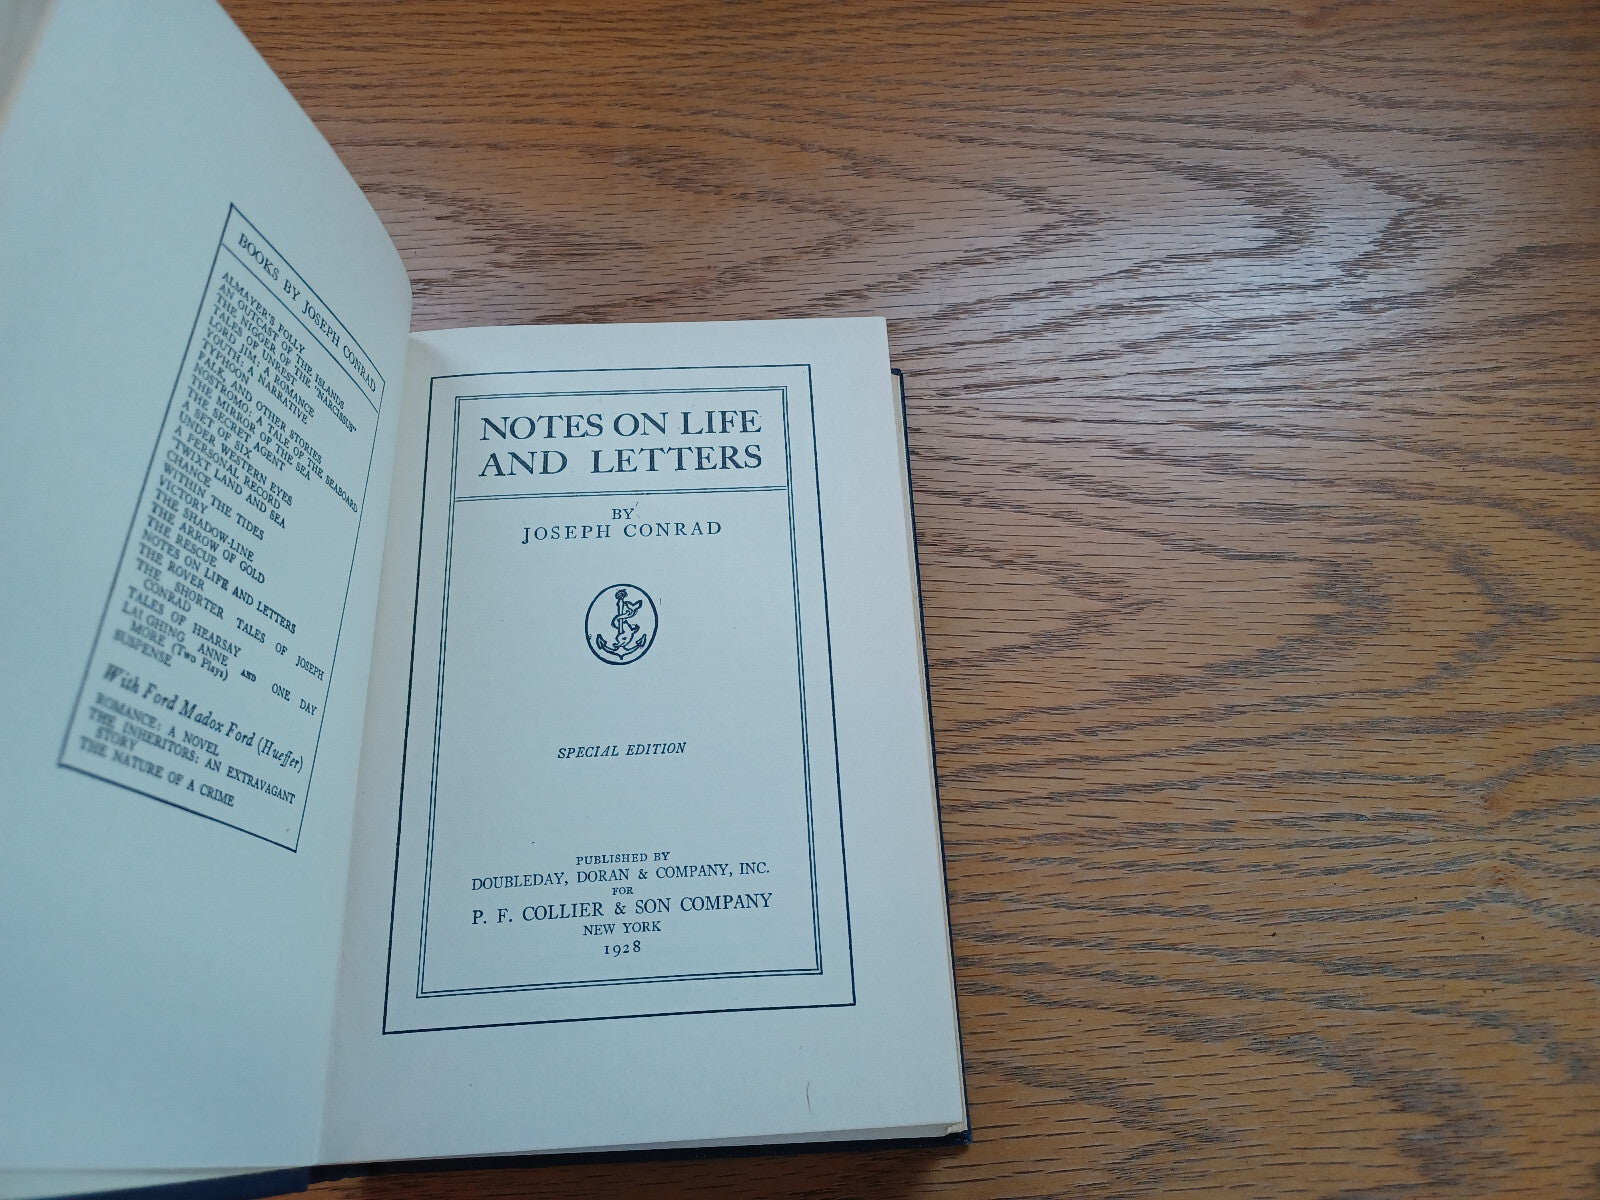 BOOKS BY JOSEPH CONRAD
ALMAYER'S FOLLY
AN OUTCAST OF THE ISLANDS
THE NIGGER OF THE "NARCISSUS"
TALES OF UNREST
LORD JIM: A ROMANCE
YOUTH: A NARRATIVE
TYPHOON
FALK, AND OTHER STORIES
NOSTROMO: A TALE OF THE SEABOARD
THE MIRROR OF THE SEA
THE SECRET AGENT
A SET OF SIX
UNDER WESTERN EYES
A PERSONAL RECORD
'TWIXT LAND AND SEA
CHANCE
WITHIN THE TIDES
VICTORY
THE SHADOW-LINE
THE ARROW OF GOLD
THE RESCUE
NOTES ON LIFE AND LETTERS
THE ROVER
THE SHORTER TALES OF JOSEPH
CONRAD
TALES OF HEARSAY
LAUGHING ANNE AND ONE DAY
MORE (Two Plays)
SUSPENSE
With Ford Madox Ford (Hueffer)
ROMANCE: A NOVEL
THE INHERITORS: AN EXTRAVAGANT
STORY
THE NATURE OF A CRIME
NOTES ON LIFE
AND LETTERS
BY
JOSEPH CONRAD
SPECIAL EDITION
PUBLISHED BY
DOUBLEDAY, DORAN & COMPANY, INC.
FOR
P. F. COLLIER & SON COMPANY
NEW YORK
1928